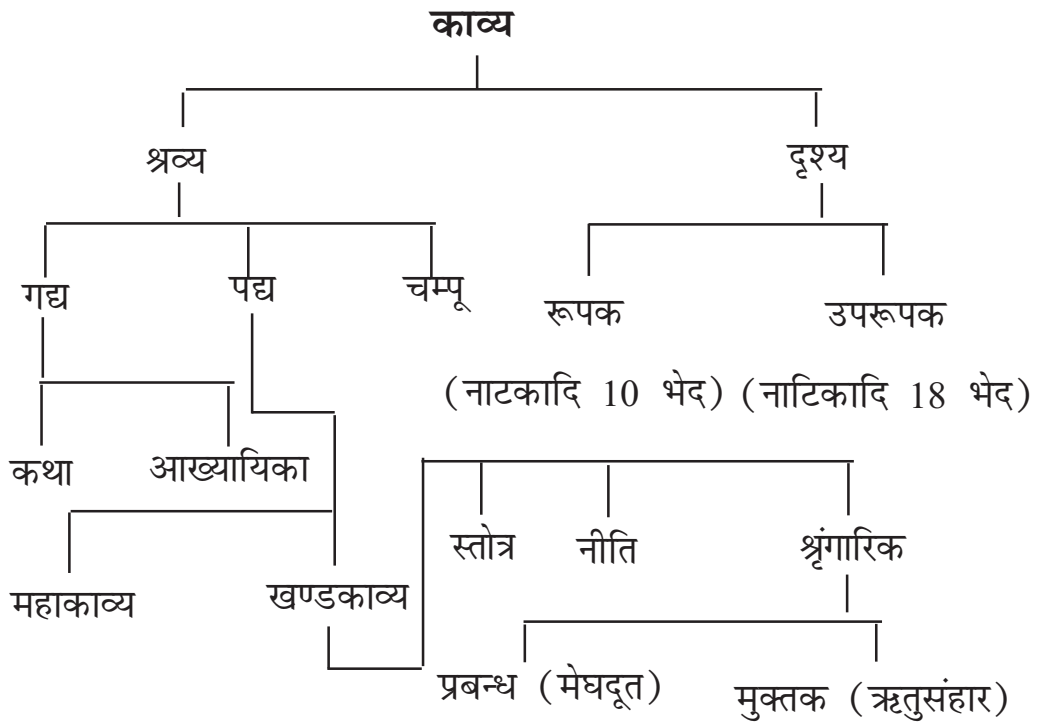 काव्य
श्रव्य दृश्य
गद्य पद्य चम्पू रूपक उपरूपक
(नाटकादि 10 भेद) (नाटिकादि 18 भेद)
कथा आख्यायिका
स्तोत्र नीति श्रृंगारिक
महाकाव्य खण्डकाव्य
प्रबन्ध (मेघदूत) मुक्तक (ऋतुसंहार)